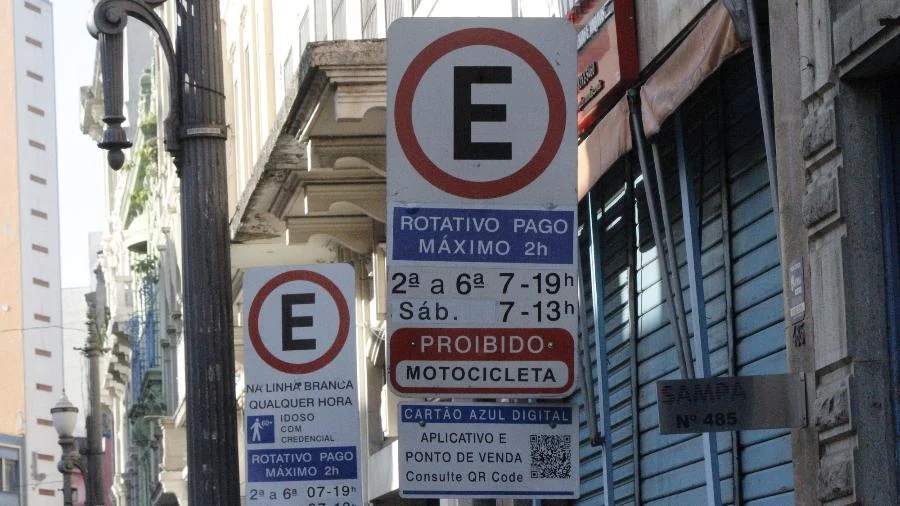 E
ROTATIVO PAGO
MÁXIMO 2h
2ª a 6ª 7-19h
Sáb. 7-13h
PROIBIDO
MOTOCICLETA
CARTÃO AZUL DIGITAL
APLICATIVO E
PONTO DE VENDA
Consulte QR Code
E
NA LINHA BRANCA
QUALQUER HORA
60+
IDOSO
COM
CREDENCIAL
ROTATIVO PAGO
MÁXIMO 2h
2ª a 6ª 07-19h
SAMPA
Nº 485